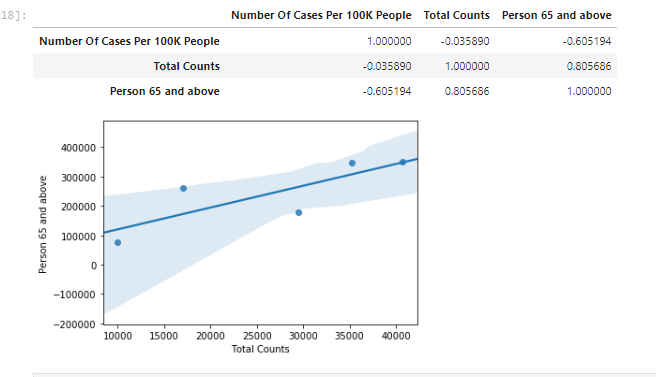 18]:
Number Of Cases Per 100K People Total Counts Person 65 and above
Number Of Cases Per 100K People 1.000000 -0.035890 -0.605194
Total Counts -0.035890 1.000000 0.805686
Person 65 and above -0.605194 0.805686 1.000000
400000
300000
200000
100000
0
−100000
−200000
Person 65 and above
10000 15000 20000 25000 30000 35000 40000
Total Counts